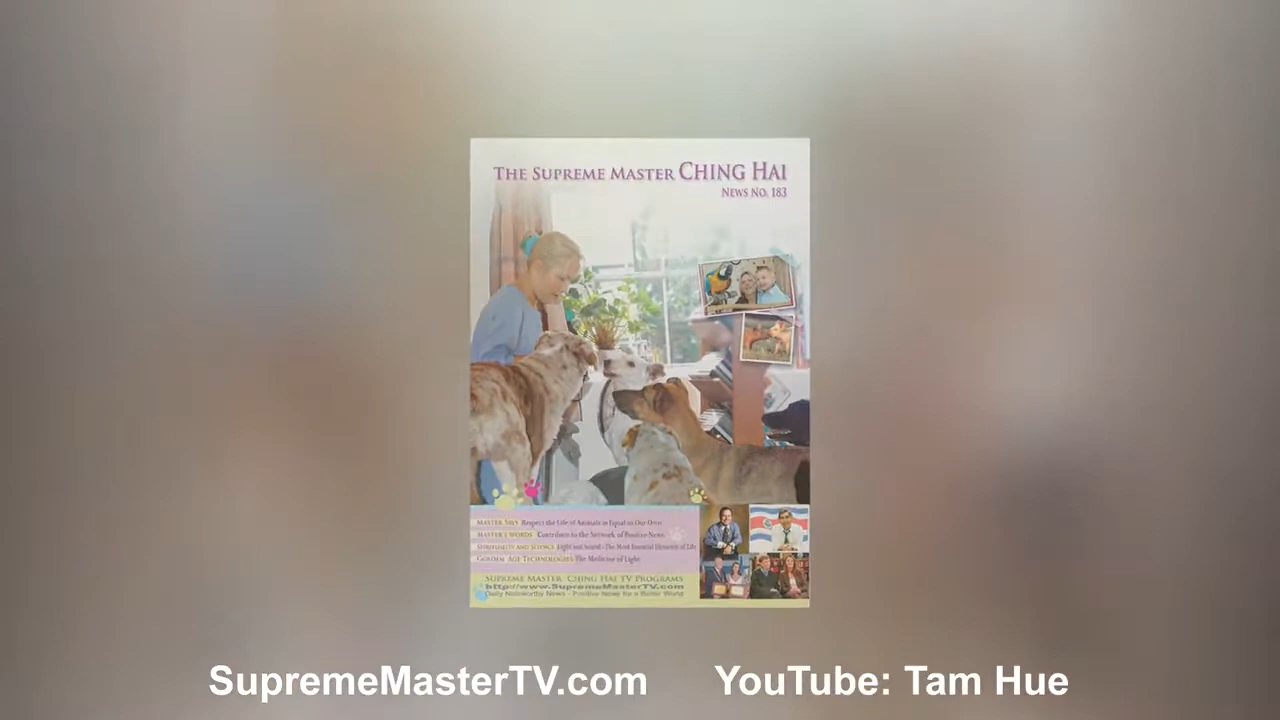 THE SUPREME MASTER CHING HAI
NEWS NO. 183
MASTER SAYS Respect the Life of Animals as Equal to Our Own
MASTER'S WORDS Contribute to the Network of Positive News
SPIRITUALITY AND SCIENCE Light and Sound - The Most Essential Elements of Life
GOLDEN AGE TECHNOLOGIES The Medicine of Light
SUPREME MASTER CHING HAI TV PROGRAMS
http://www.SupremeMasterTV.com
Daily Noteworthy News - Positive News for a Better World
SupremeMasterTV.com YouTube: Tam Hue